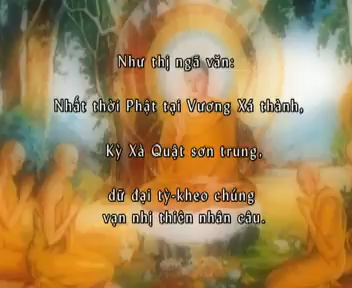 Như thị ngã văn:
Nhất thời Phật tại Vương Xá thành,
Kỳ Xà Quật sơn trung,
dữ đại tỳ-kheo chúng
vạn nhị thiên nhân câu.